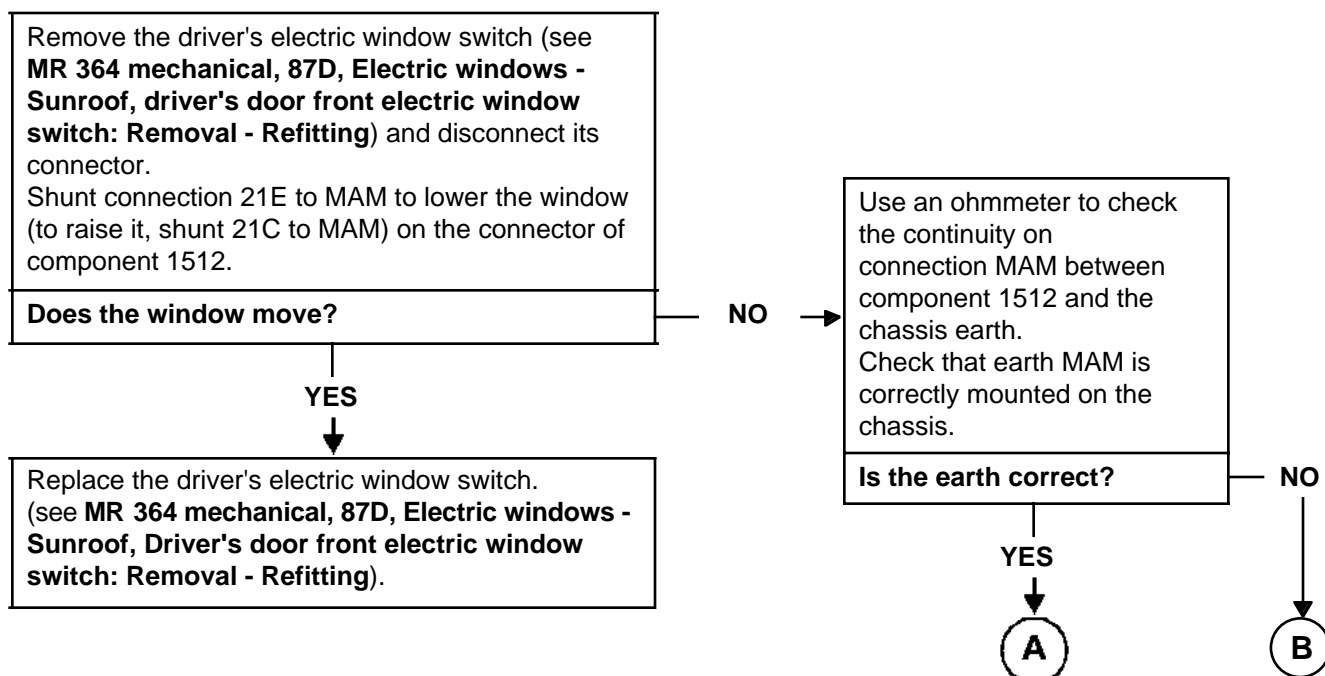 Remove the driver's electric window switch (see
MR 364 mechanical, 87D, Electric windows -
Sunroof, driver's door front electric window
switch: Removal - Refitting) and disconnect its
connector.
Shunt connection 21E to MAM to lower the window
(to raise it, shunt 21C to MAM) on the connector of
component 1512.
Does the window move?
NO
YES
Replace the driver's electric window switch.
(see MR 364 mechanical, 87D, Electric windows -
Sunroof, Driver's door front electric window
switch: Removal - Refitting).
Use an ohmmeter to check
the continuity on
connection MAM between
component 1512 and the
chassis earth.
Check that earth MAM is
correctly mounted on the
chassis.
Is the earth correct?
NO
YES
A
B